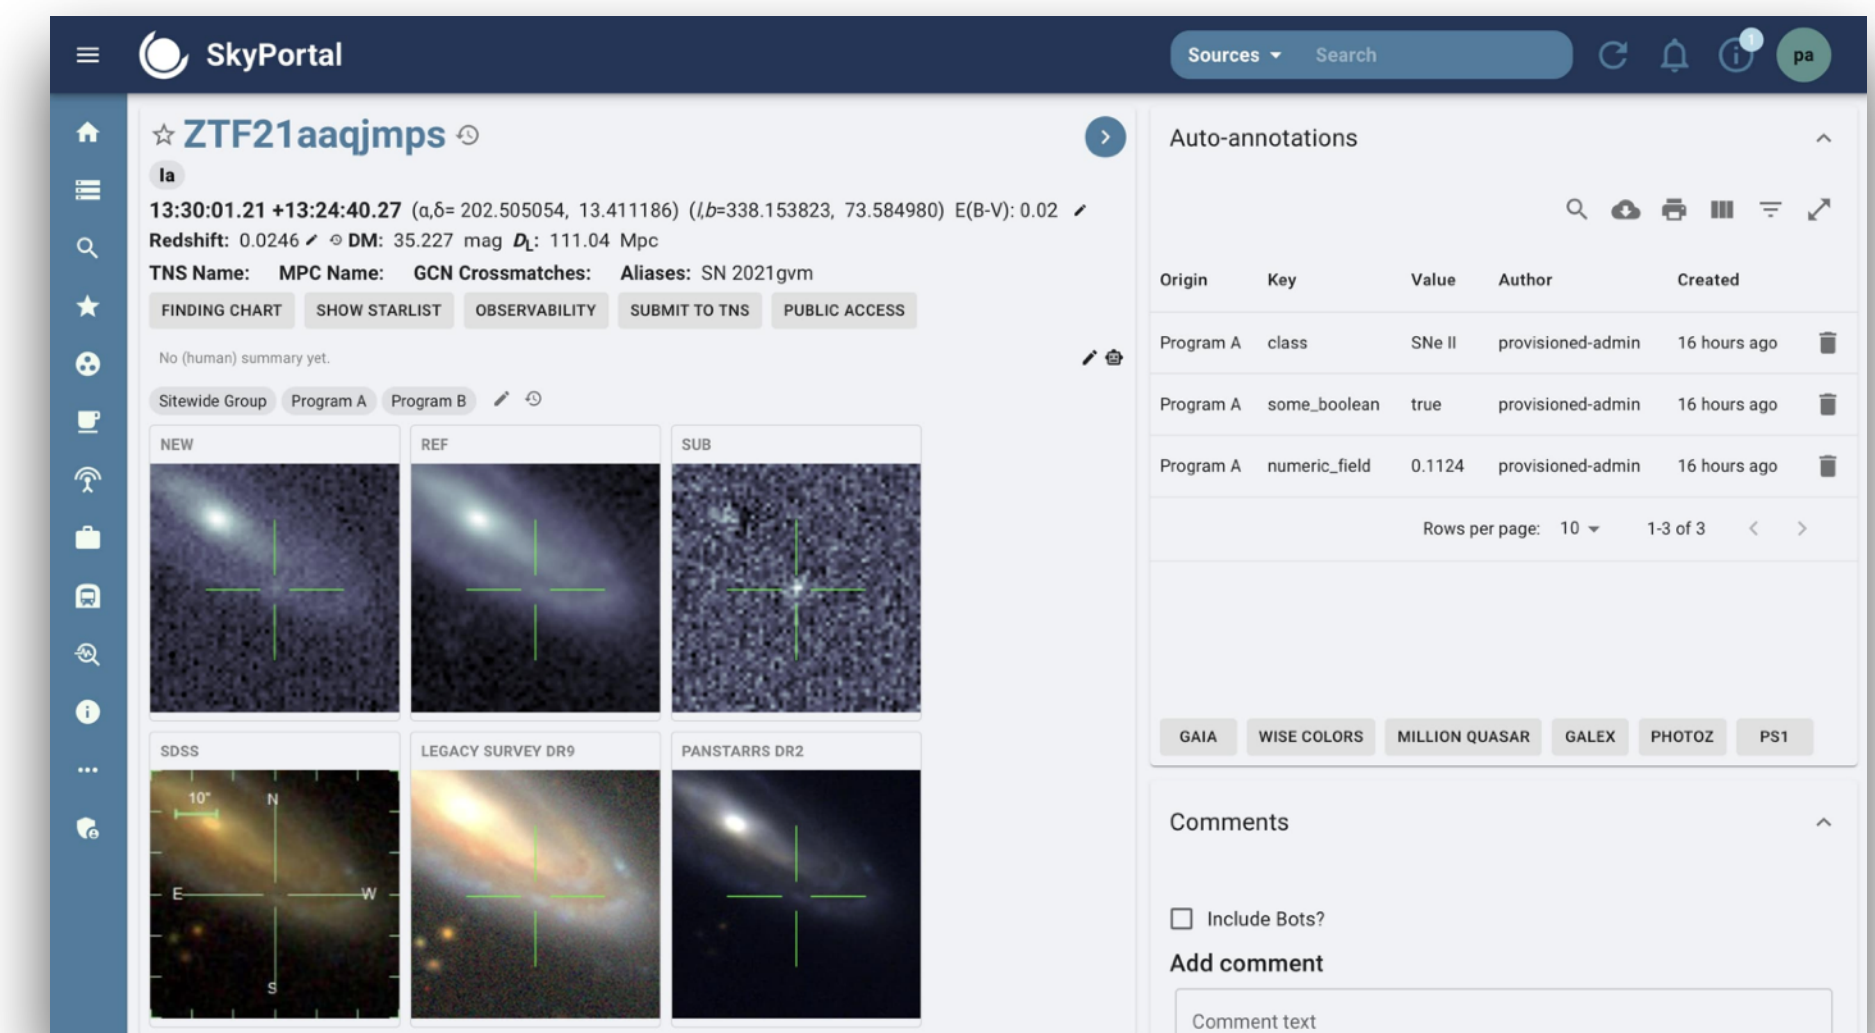 SkyPortal
Sources Search
1
pa
ZTF21aaqjmps
Ia
13:30:01.21 +13:24:40.27 (α,δ= 202.505054, 13.411186) (l,b=338.153823, 73.584980) E(B-V): 0.02
Redshift: 0.0246 DM: 35.227 mag DL: 111.04 Mpc
TNS Name: MPC Name: GCN Crossmatches: Aliases: SN 2021gvm
FINDING CHART SHOW STARLIST OBSERVABILITY SUBMIT TO TNS PUBLIC ACCESS
No (human) summary yet.
Sitewide Group Program A Program B
NEW REF SUB
SDSS LEGACY SURVEY DR9 PANSTARRS DR2
10"
N
E W
S
Auto-annotations
Origin Key Value Author Created
Program A class SNe II provisioned-admin 16 hours ago
Program A some_boolean true provisioned-admin 16 hours ago
Program A numeric_field 0.1124 provisioned-admin 16 hours ago
Rows per page: 10 1-3 of 3
GAIA WISE COLORS MILLION QUASAR GALEX PHOTOZ PS1
Comments
Include Bots?
Add comment
Comment text